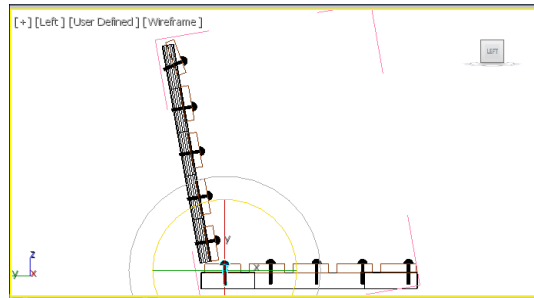 [+] [Left] [User Defined] [Wireframe]
LEFT
y
x
z
y
x